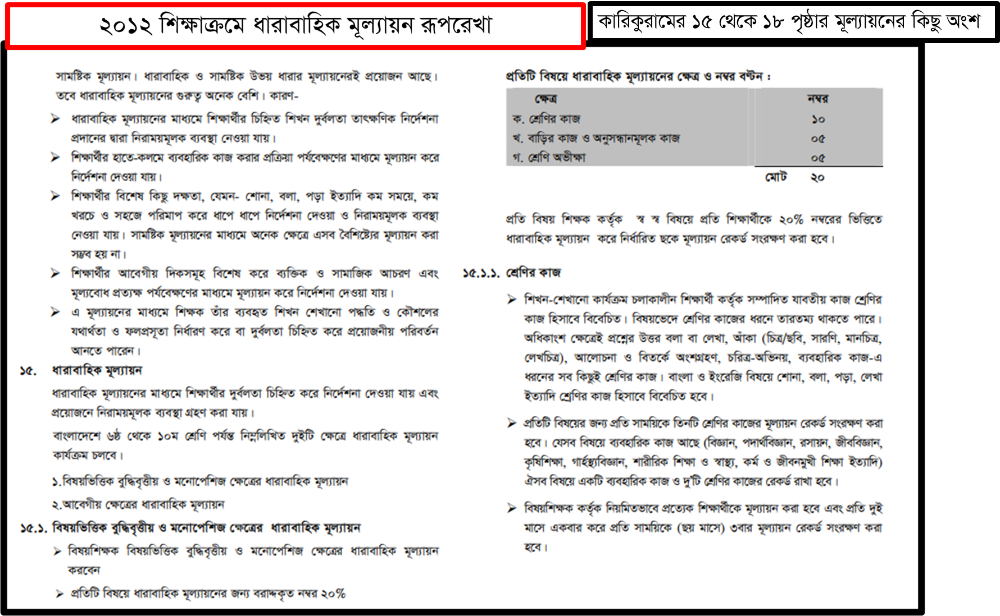 ২০১২ শিক্ষাক্রমে ধারাবাহিক মূল্যায়ন রূপরেখা
কারিকুরামের ১৫ থেকে ১৮ পৃষ্ঠার মূল্যায়নের কিছু অংশ
সামষ্টিক মূল্যায়ন। ধারাবাহিক ও সামষ্টিক উভয় ধারার মূল্যায়নেরই প্রয়োজন আছে।
তবে ধারাবাহিক মূল্যায়নের গুরুত্ব অনেক বেশি। কারণ-
➢ ধারাবাহিক মূল্যায়নের মাধ্যমে শিক্ষার্থীর চিহ্নিত শিখন দুর্বলতা তাৎক্ষণিক নির্দেশনা
প্রদানের দ্বারা নিরাময়মূলক ব্যবস্থা নেওয়া যায়।
➢ শিক্ষার্থীর হাতে-কলমে ব্যবহারিক কাজ করার প্রক্রিয়া পর্যবেক্ষণের মাধ্যমে মূল্যায়ন করে
নির্দেশনা দেওয়া যায়।
➢ শিক্ষার্থীর বিশেষ কিছু দক্ষতা, যেমন- শোনা, বলা, পড়া ইত্যাদি কম সময়ে, কম
খরচে ও সহজে পরিমাপ করে ধাপে ধাপে নির্দেশনা দেওয়া ও নিরাময়মূলক ব্যবস্থা
নেওয়া যায়। সামষ্টিক মূল্যায়নের মাধ্যমে অনেক ক্ষেত্রে এসব বৈশিষ্ট্যের মূল্যায়ন করা
সম্ভব হয় না।
➢ শিক্ষার্থীর আবেগীয় দিকসমূহ বিশেষ করে ব্যক্তিক ও সামাজিক আচরণ এবং
মূল্যবোধ প্রত্যক্ষ পর্যবেক্ষণের মাধ্যমে মূল্যায়ন করে নির্দেশনা দেওয়া যায়।
➢ এ মূল্যায়নের মাধ্যমে শিক্ষক তাঁর ব্যবহৃত শিখন শেখানো পদ্ধতি ও কৌশলের
যথার্থতা ও ফলপ্রসূতা নির্ধারণ করে বা দুর্বলতা চিহ্নিত করে প্রয়োজনীয় পরিবর্তন
আনতে পারেন।
১৫. ধারাবাহিক মূল্যায়ন
ধারাবাহিক মূল্যায়নের মাধ্যমে শিক্ষার্থীর দুর্বলতা চিহ্নিত করে নির্দেশনা দেওয়া যায় এবং
প্রয়োজনে নিরাময়মূলক ব্যবস্থা গ্রহণ করা যায়।
বাংলাদেশে ৬ষ্ঠ থেকে ১০ম শ্রেণি পর্যন্ত নিম্নলিখিত দুইটি ক্ষেত্রে ধারাবাহিক মূল্যায়ন
কার্যক্রম চলবে।
১.বিষয়ভিত্তিক বুদ্ধিবৃত্তীয় ও মনোপেশিজ ক্ষেত্রের ধারাবাহিক মূল্যায়ন
২.আবেগীয় ক্ষেত্রের ধারাবাহিক মূল্যায়ন
১৫.১. বিষয়ভিত্তিক বুদ্ধিবৃত্তীয় ও মনোপেশিজ ক্ষেত্রের ধারাবাহিক মূল্যায়ন
➢ বিষয়শিক্ষক বিষয়ভিত্তিক বুদ্ধিবৃত্তীয় ও মনোপেশিজ ক্ষেত্রের ধারাবাহিক মূল্যায়ন
করবেন
➢ প্রতিটি বিষয়ে ধারাবাহিক মূল্যায়নের জন্য বরাদ্দকৃত নম্বর ২০%
প্রতিটি বিষয়ে ধারাবাহিক মূল্যায়নের ক্ষেত্র ও নম্বর বণ্টন :
ক্ষেত্র নম্বর
ক. শ্রেণির কাজ ১০
খ. বাড়ির কাজ ও অনুসন্ধানমূলক কাজ ০৫
গ. শ্রেণি অভীক্ষা ০৫
মোট ২০
প্রতি বিষয় শিক্ষক কর্তৃক স্ব স্ব বিষয়ে প্রতি শিক্ষার্থীকে ২০% নম্বরের ভিত্তিতে
ধারাবাহিক মূল্যায়ন করে নির্ধারিত ছকে মূল্যায়ন রেকর্ড সংরক্ষণ করা হবে।
১৫.১.১. শ্রেণির কাজ
➢ শিখন-শেখানো কার্যক্রম চলাকালীন শিক্ষার্থী কর্তৃক সম্পাদিত যাবতীয় কাজ শ্রেণির
কাজ হিসাবে বিবেচিত। বিষয়ভেদে শ্রেণির কাজের ধরনে তারতম্য থাকতে পারে।
অধিকাংশ ক্ষেত্রেই প্রশ্নের উত্তর বলা বা লেখা, আঁকা (চিত্র/ছবি, সারণি, মানচিত্র,
লেখচিত্র), আলোচনা ও বিতর্কে অংশগ্রহণ, চরিত্র-অভিনয়, ব্যবহারিক কাজ-এ
ধরনের সব কিছুই শ্রেণির কাজ। বাংলা ও ইংরেজি বিষয়ে শোনা, বলা, পড়া, লেখা
ইত্যাদি শ্রেণির কাজ হিসাবে বিবেচিত হবে।
➢ প্রতিটি বিষয়ের জন্য প্রতি সাময়িকে তিনটি শ্রেণির কাজের মূল্যায়ন রেকর্ড সংরক্ষণ করা
হবে। যেসব বিষয়ে ব্যবহারিক কাজ আছে (বিজ্ঞান, পদার্থবিজ্ঞান, রসায়ন, জীববিজ্ঞান,
কৃষিশিক্ষা, গার্হস্থ্যবিজ্ঞান, শারীরিক শিক্ষা ও স্বাস্থ্য, কর্ম ও জীবনমুখী শিক্ষা ইত্যাদি)
ঐসব বিষয়ে একটি ব্যবহারিক কাজ ও দু'টি শ্রেণির কাজের রেকর্ড রাখা হবে।
➢ বিষয়শিক্ষক কর্তৃক নিয়মিতভাবে প্রত্যেক শিক্ষার্থীকে মূল্যায়ন করা হবে এবং প্রতি দুই
মাসে একবার করে প্রতি সাময়িকে (ছয় মাসে) ৩বার মূল্যায়ন রেকর্ড সংরক্ষণ করা
হবে।